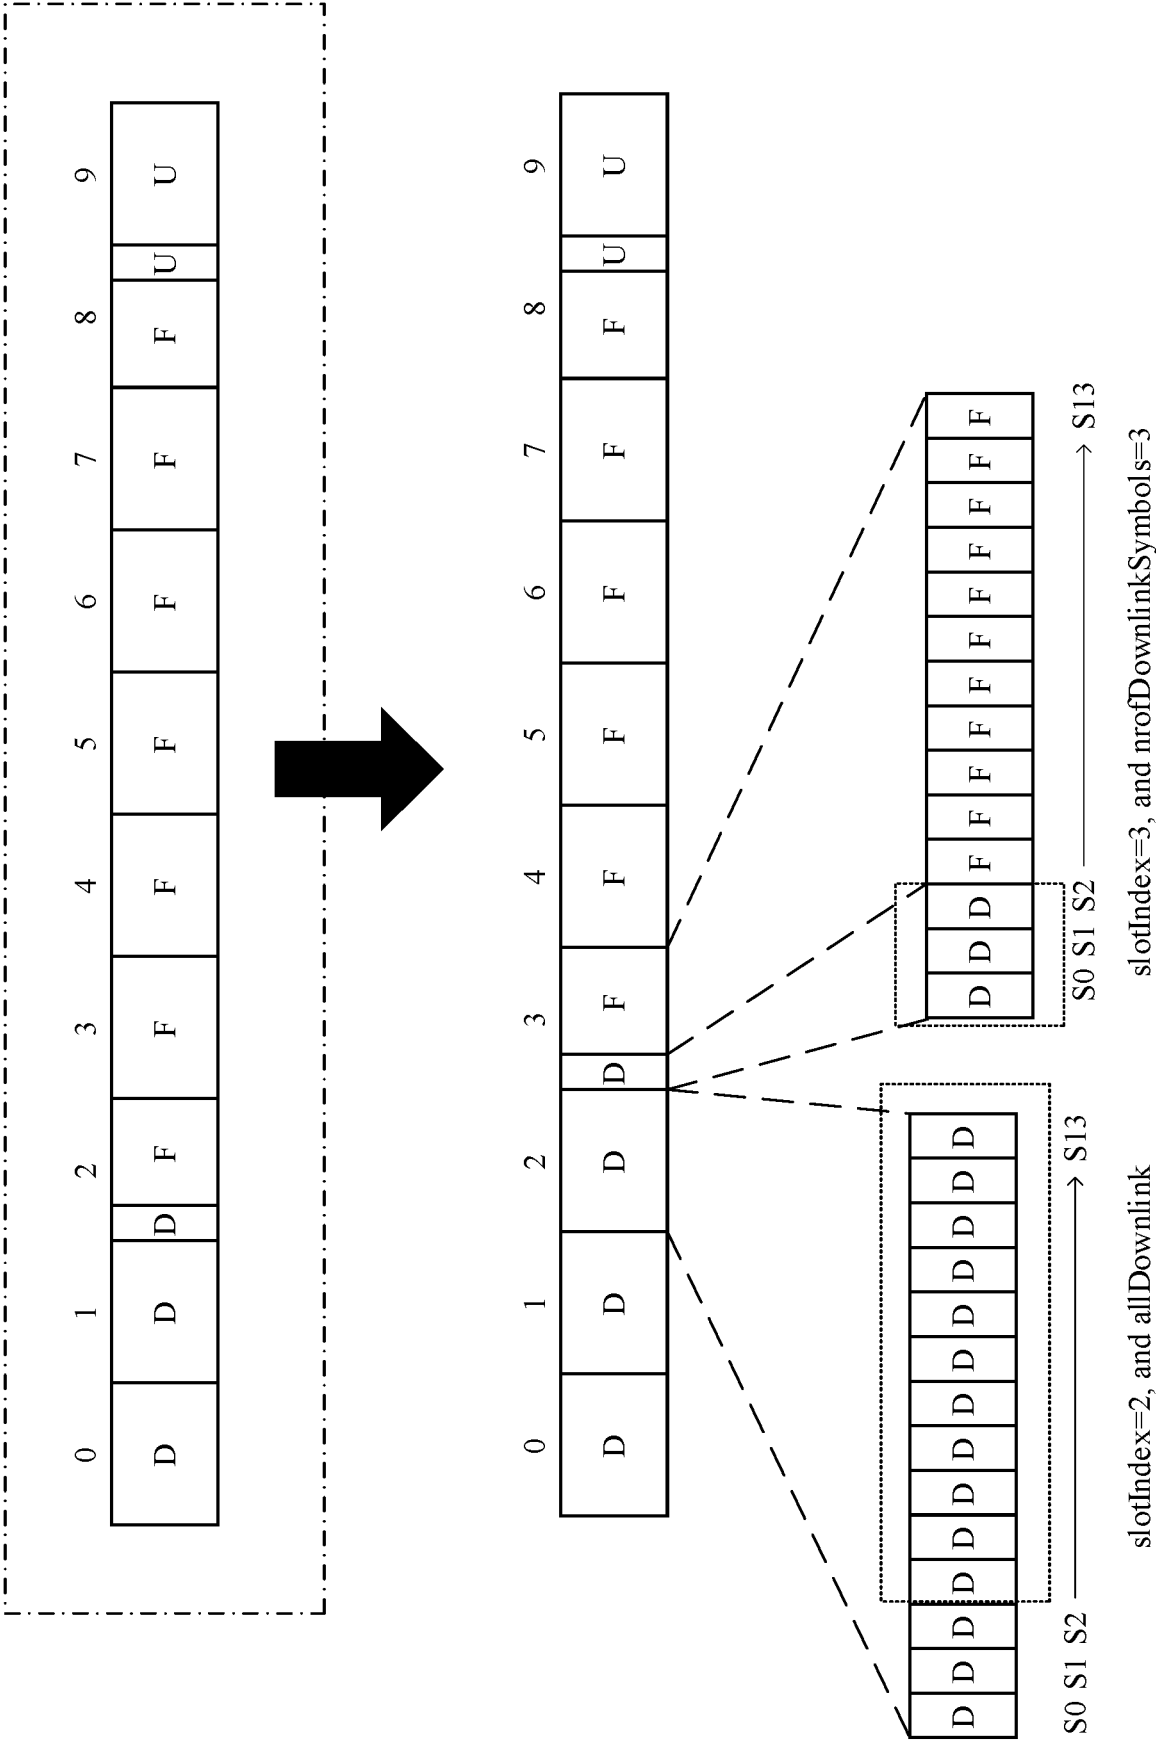 0 1 2 3 4 5 6 7 8 9
D D D F F F F F F F U U
0 1 2 3 4 5 6 7 8 9
D D D D F F F F F F U U
D D D D D D D D D D D D D D
S0 S1 S2 S13
slotIndex=2, and allDownlink
D D D F F F F F F F F F F F
S0 S1 S2 S13
slotIndex=3, and nrofDownlinkSymbols=3